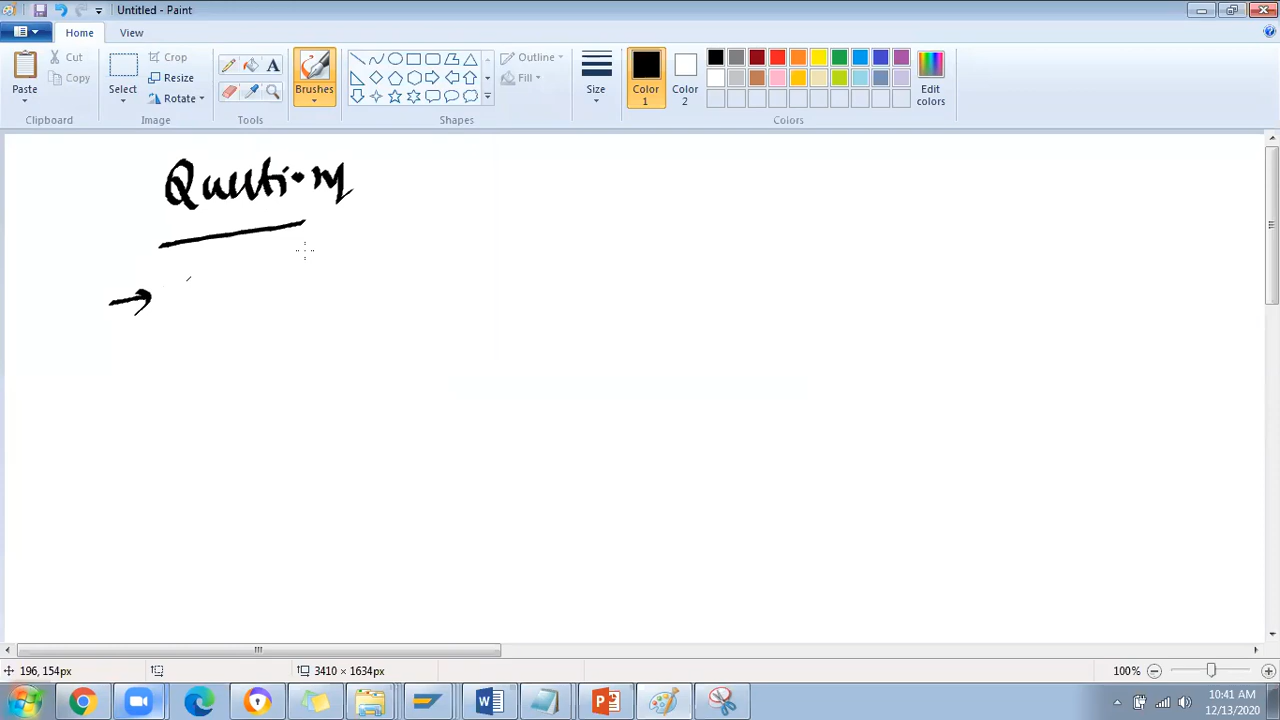 Untitled - Paint
Home View
Paste Cut Copy
Clipboard
Select Crop Resize Rotate
Image
Tools
Brushes
Shapes
Outline
Fill
Size
Color 1
Color 2
Edit colors
Colors
Questions
196, 154px
3410 × 1634px
100%
10:41 AM
12/13/2020